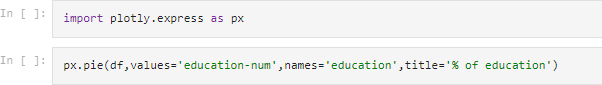 In [ ]: import plotly.express as px
In [ ]: px.pie(df,values='education-num',names='education',title='% of education')